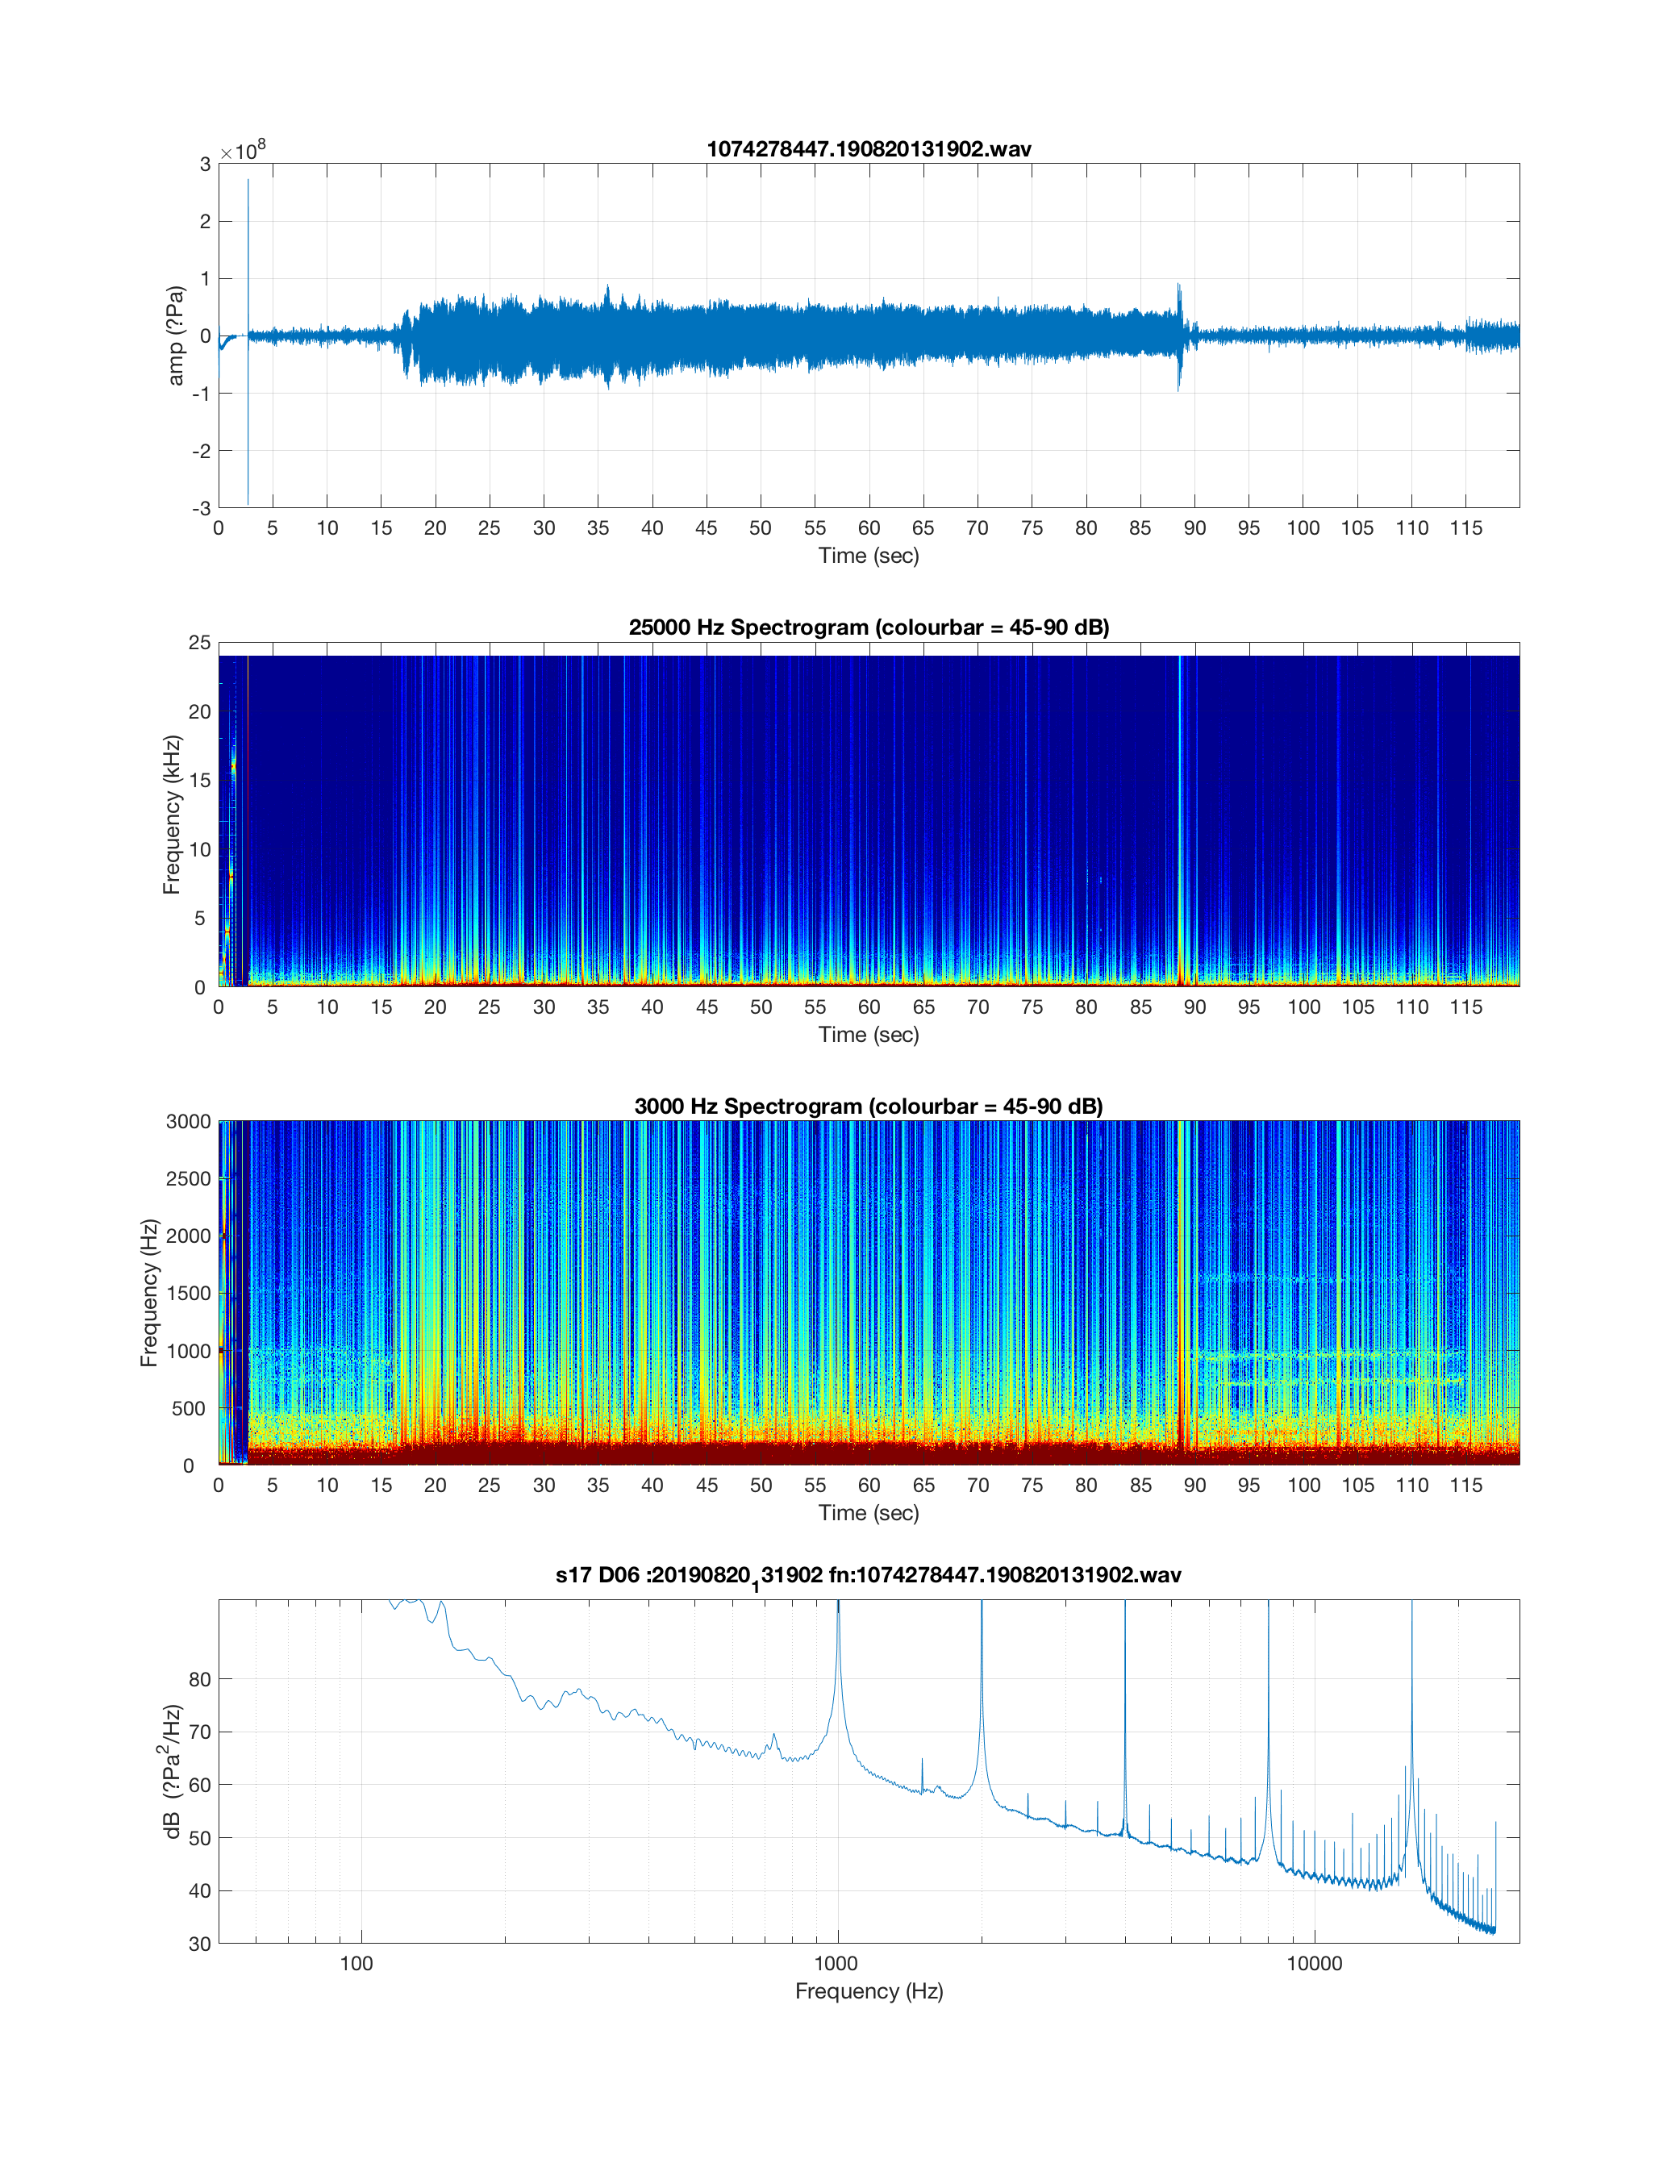 1074278447.190820131902.wav
×10^8
3
2
1
0
-1
-2
-3
amp (?Pa)
0 5 10 15 20 25 30 35 40 45 50 55 60 65 70 75 80 85 90 95 100 105 110 115
Time (sec)
25000 Hz Spectrogram (colourbar = 45-90 dB)
25
20
15
10
5
0
Frequency (kHz)
0 5 10 15 20 25 30 35 40 45 50 55 60 65 70 75 80 85 90 95 100 105 110 115
Time (sec)
3000 Hz Spectrogram (colourbar = 45-90 dB)
3000
2500
2000
1500
1000
500
0
Frequency (Hz)
0 5 10 15 20 25 30 35 40 45 50 55 60 65 70 75 80 85 90 95 100 105 110 115
Time (sec)
s17 D06 :20190820_131902 fn:1074278447.190820131902.wav
80
70
60
50
40
30
dB (?Pa²/Hz)
100 1000 10000
Frequency (Hz)